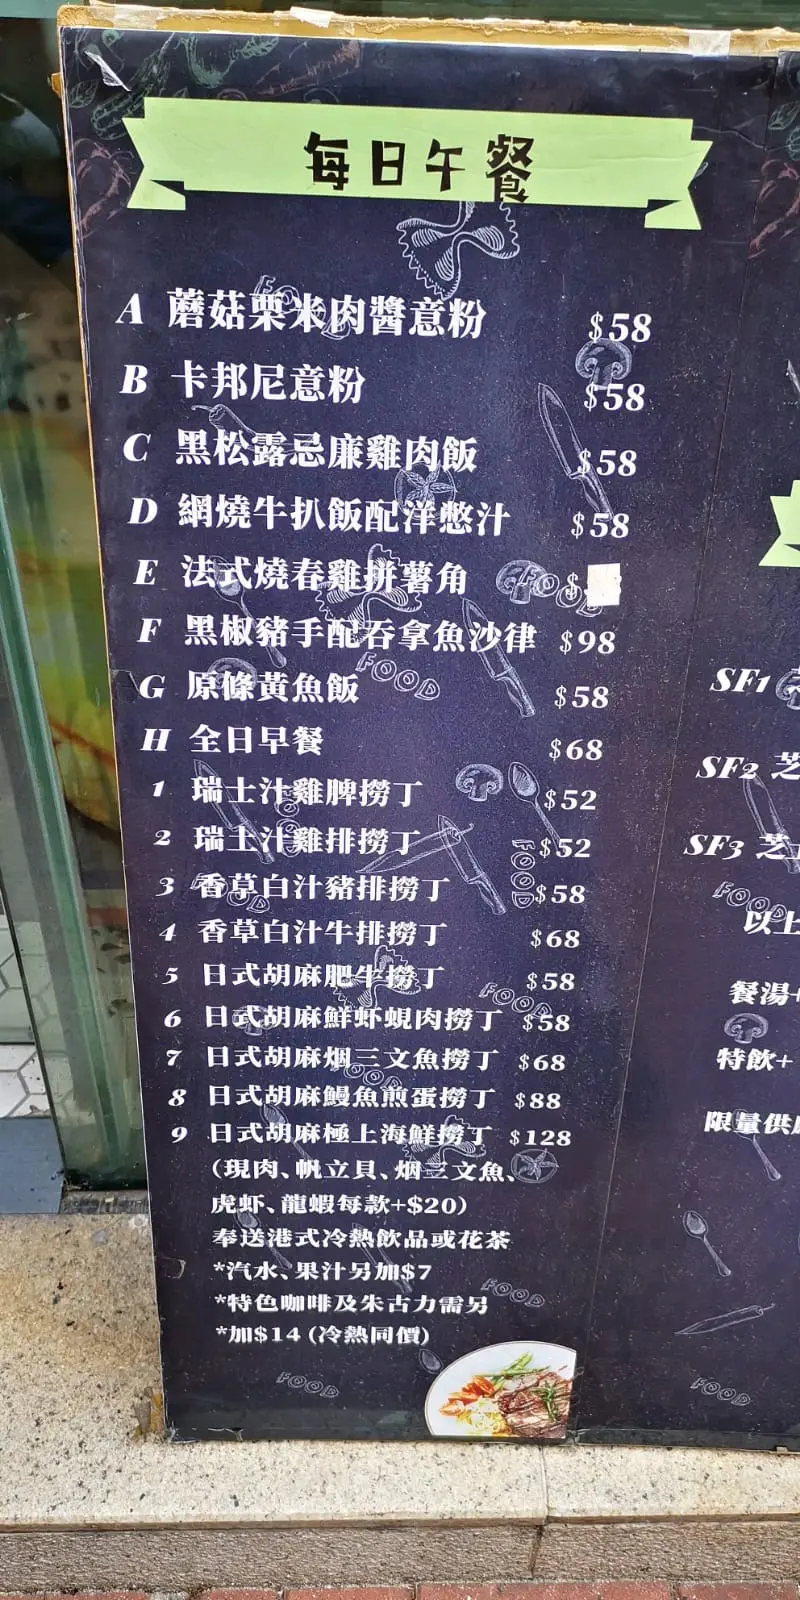 每日午餐
A 蘑菇栗米肉醬意粉 $58
B 卡邦尼意粉 $58
C 黑松露忌廉雞肉飯 $58
D 網燒牛扒飯配洋憋汁 $58
E 法式燒春雞拼薯角 $
F 黑椒豬手配吞拿魚沙律 $98
G 原條黃魚飯 $58
H 全日早餐 $68
1 瑞士汁雞脾撈丁 $52
2 瑞士汁雞排撈丁 $52
3 香草白汁豬排撈丁 $58
4 香草白汁牛排撈丁 $68
5 日式胡麻肥牛撈丁 $58
6 日式胡麻鮮虾蜆肉撈丁 $58
7 日式胡麻烟三文魚撈丁 $68
8 日式胡麻鰻魚煎蛋撈丁 $88
9 日式胡麻極上海鮮撈丁 $128
(現肉、帆立貝、烟三文魚、
虎虾、龍蝦每款+$20)
奉送港式冷熱飲品或花茶
*汽水、果汁另加$7
*特色咖啡及朱古力需另
*加$14 (冷熱同價)
SF1
SF2 芝
SF3 芝士
以上
餐湯+
特飲+
限量供應